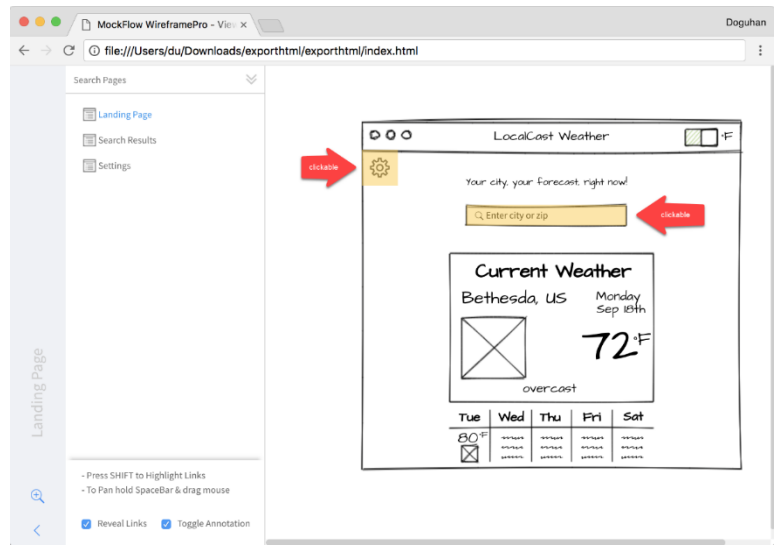 MockFlow WireframePro - Vie
Doguhan
file:///Users/du/Downloads/exporthtml/exporthtml/index.html
Search Pages
Landing Page
Search Results
Settings
Landing Page
- Press SHIFT to Highlight Links
- To Pan hold SpaceBar & drag mouse
Reveal Links Toggle Annotation
LocalCast Weather °F
clickable
Your city, your forecast, right now!
Enter city or zip
clickable
Current Weather
Bethesda, US Monday
Sep 18th
72°F
overcast
Tue Wed Thu Fri Sat
80°F